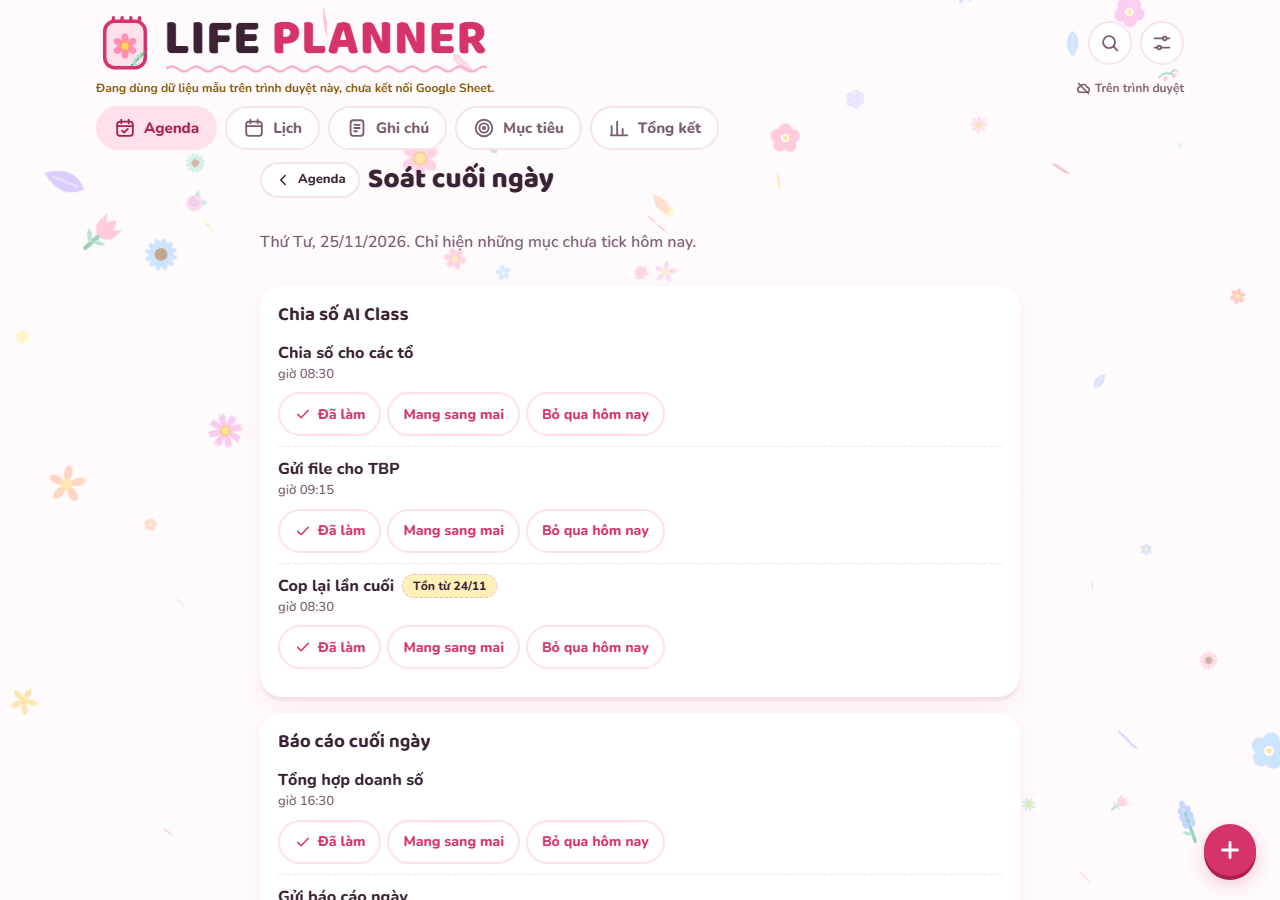 LIFE PLANNER
Đang dùng dữ liệu mẫu trên trình duyệt này, chưa kết nối Google Sheet.
Trên trình duyệt
Agenda
Lịch
Ghi chú
Mục tiêu
Tổng kết
Agenda
Soát cuối ngày
Thứ Tư, 25/11/2026. Chỉ hiện những mục chưa tick hôm nay.
Chia số AI Class
Chia số cho các tổ
giờ 08:30
Đã làm
Mang sang mai
Bỏ qua hôm nay
Gửi file cho TBP
giờ 09:15
Đã làm
Mang sang mai
Bỏ qua hôm nay
Cop lại lần cuối
Tồn từ 24/11
giờ 08:30
Đã làm
Mang sang mai
Bỏ qua hôm nay
Báo cáo cuối ngày
Tổng hợp doanh số
giờ 16:30
Đã làm
Mang sang mai
Bỏ qua hôm nay
Gửi báo cáo ngày